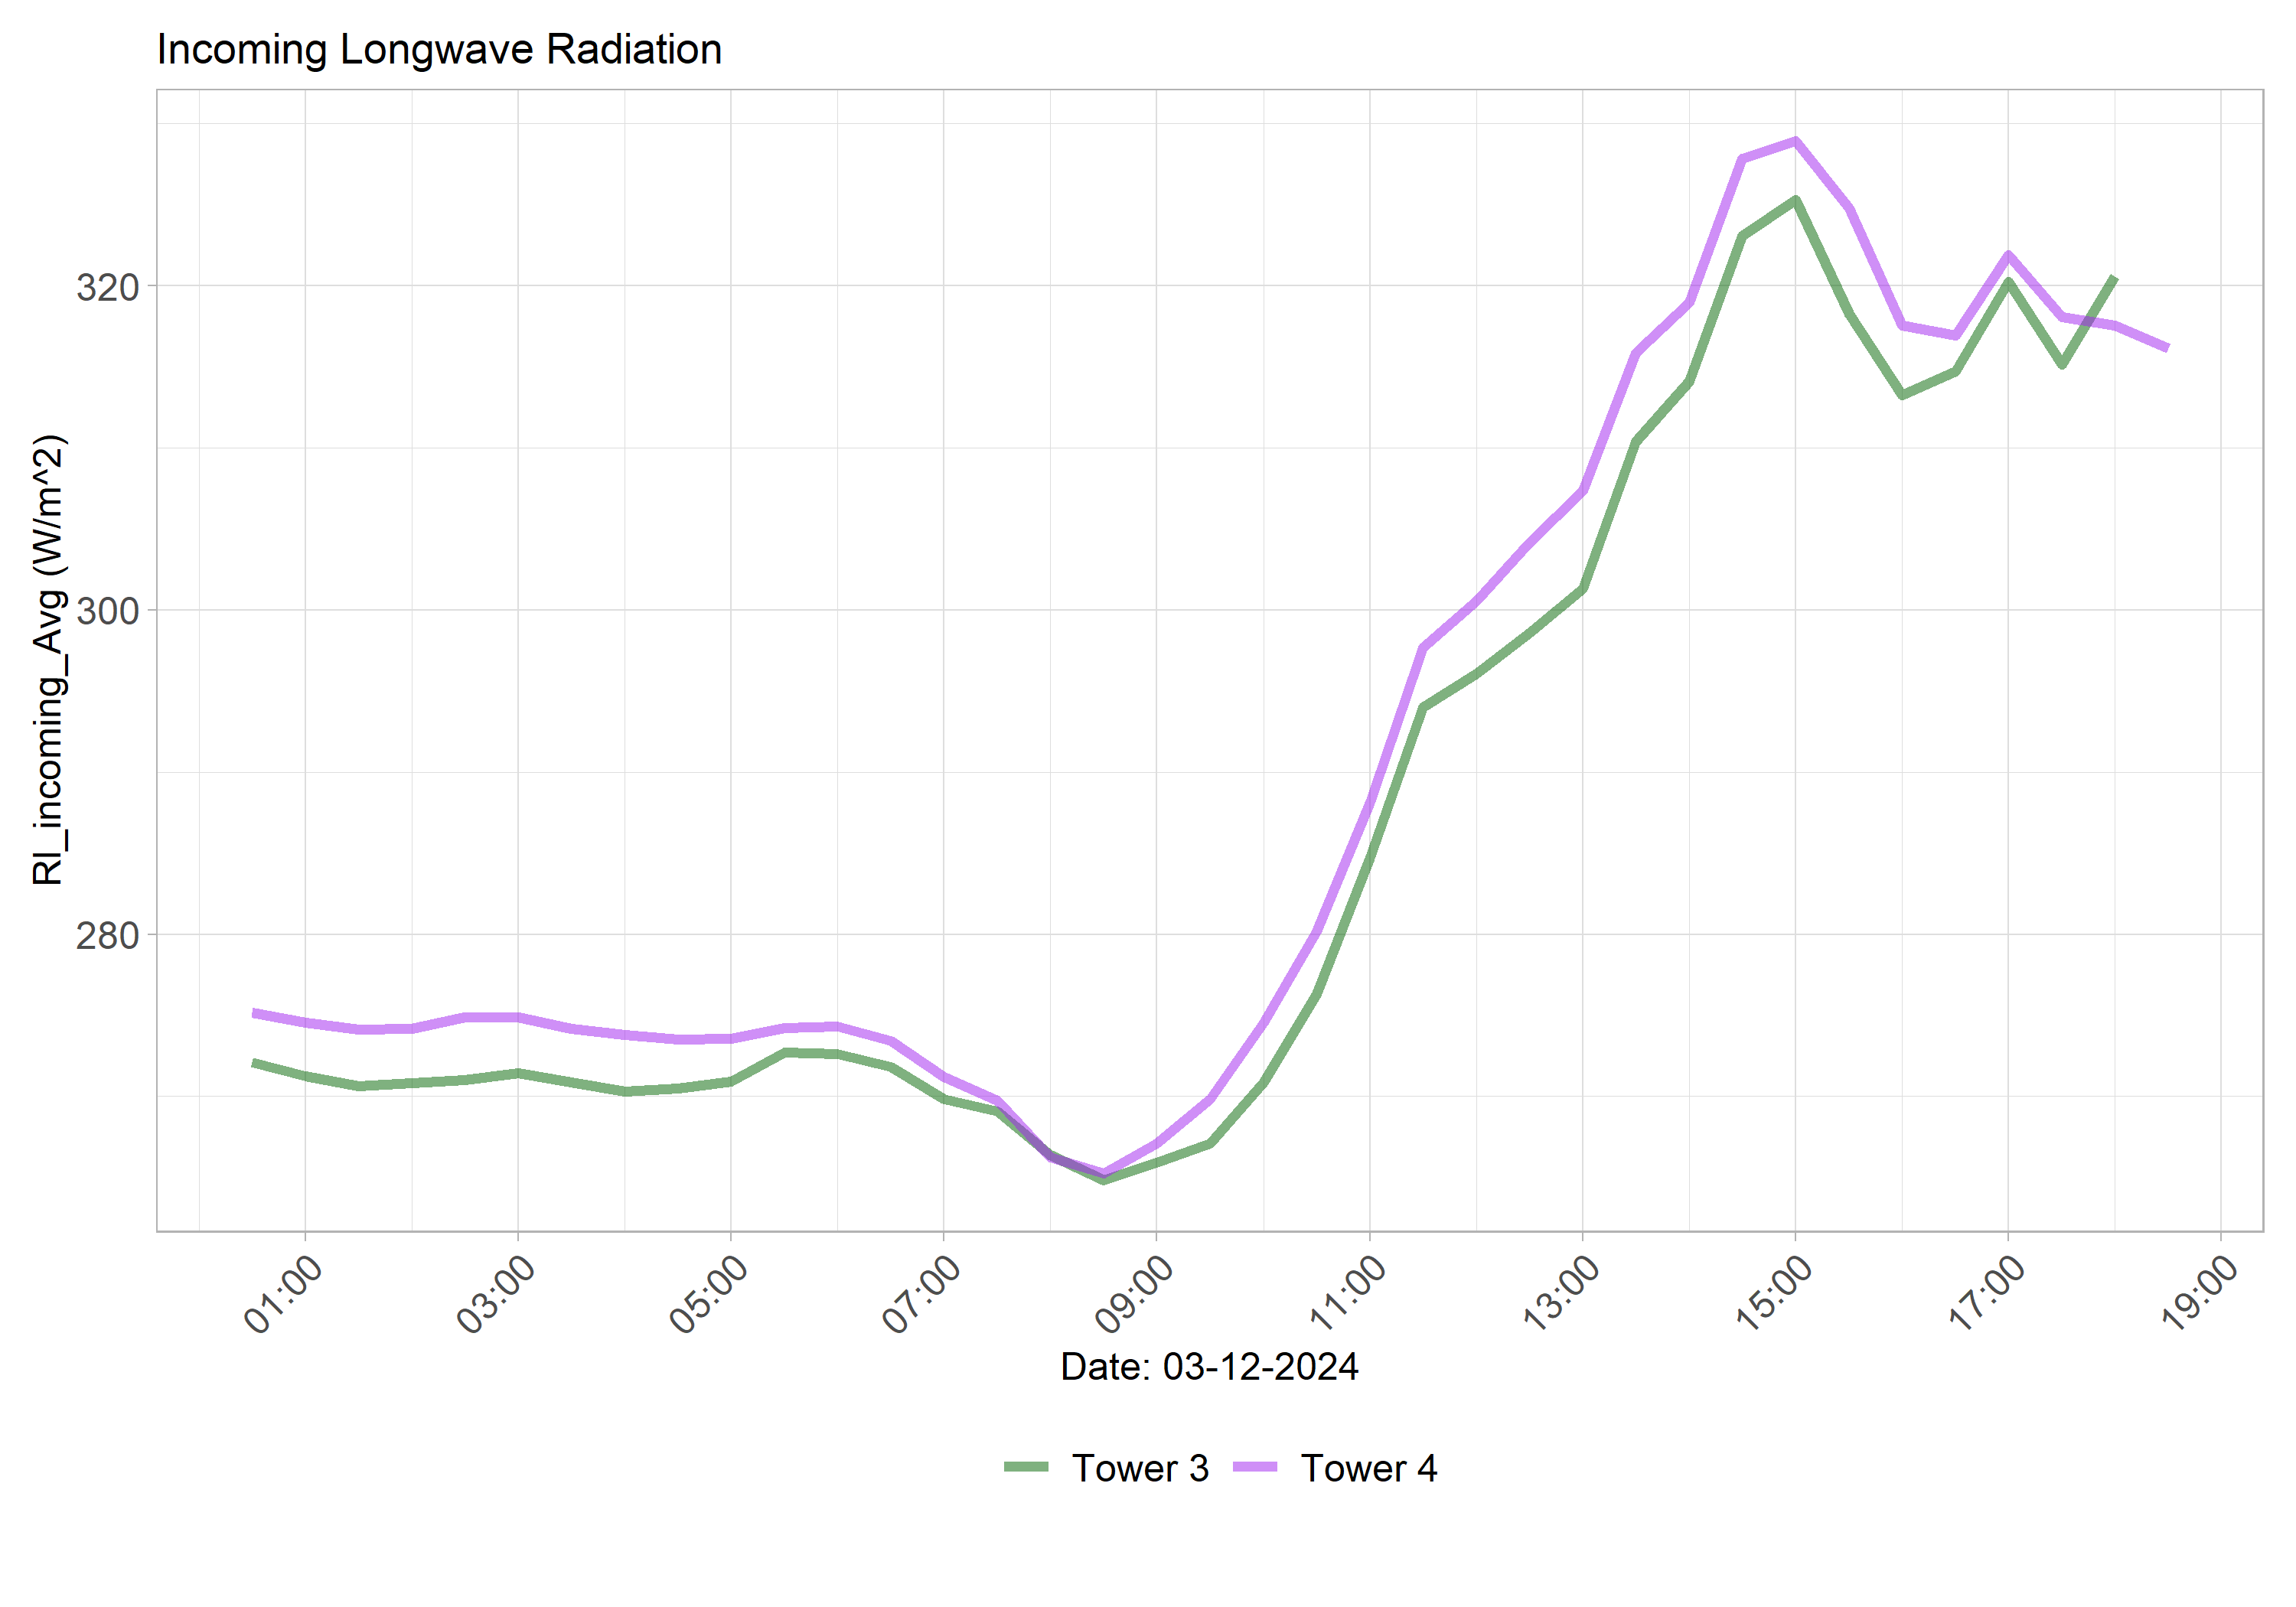 Incoming Longwave Radiation
Rl_incoming_Avg (W/m^2)
320
300
280
01:00
03:00
05:00
07:00
09:00
11:00
13:00
15:00
17:00
19:00
Date: 03-12-2024
Tower 3
Tower 4